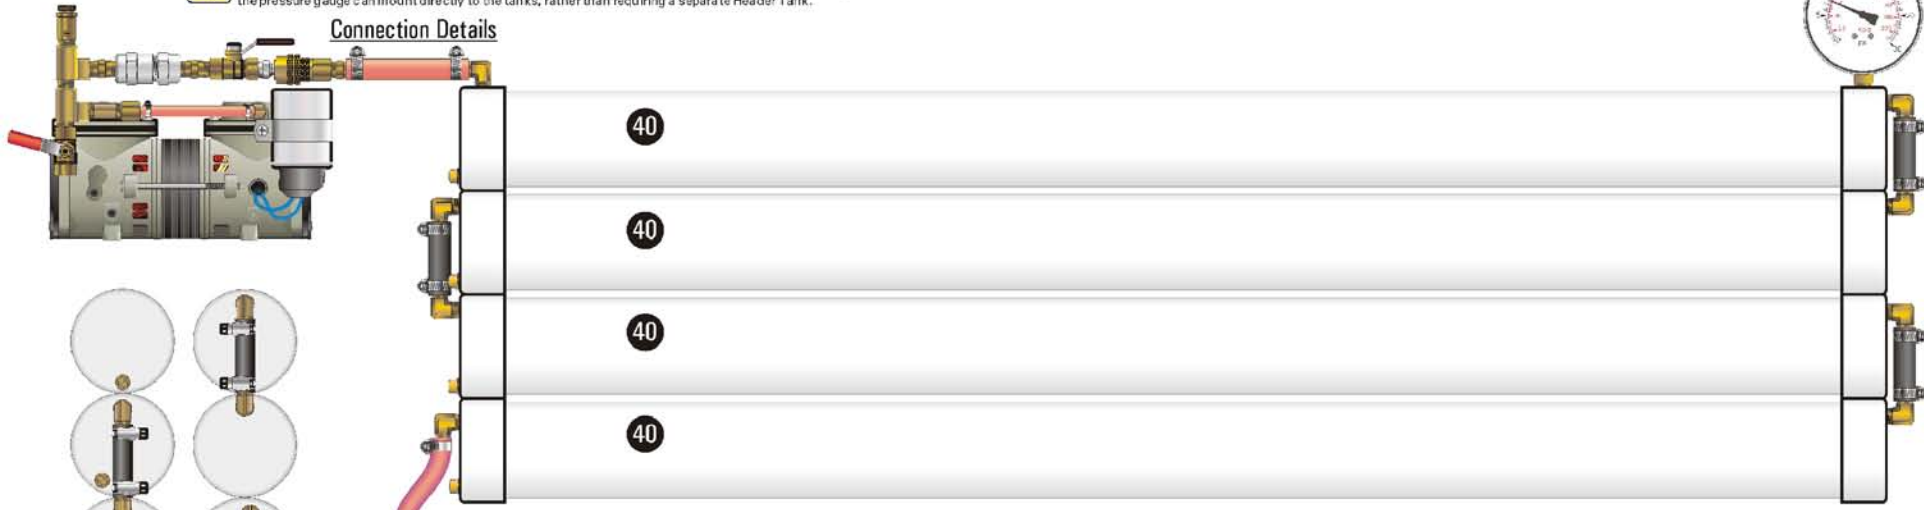 the pressure gauge can mount directly to the tanks, rather than requiring a separate Header Tank.
Connection Details
40
40
40
40